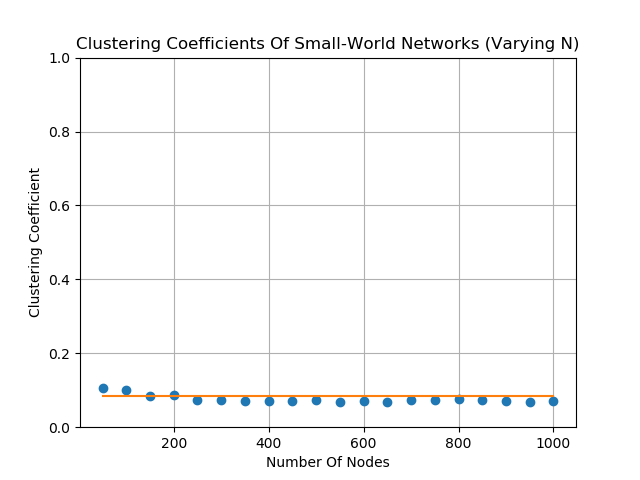 Clustering Coefficients Of Small-World Networks (Varying N)
1.0
0.8
0.6
0.4
0.2
0.0
Clustering Coefficient
200 400 600 800 1000
Number Of Nodes